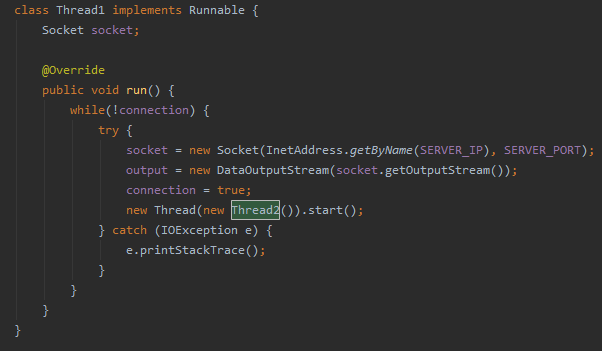 class Thread1 implements Runnable {
    Socket socket;

    @Override
    public void run() {
        while(!connection) {
            try {
                socket = new Socket(InetAddress.getByName(SERVER_IP), SERVER_PORT);
                output = new DataOutputStream(socket.getOutputStream());
                connection = true;
                new Thread(new Thread2()).start();
            } catch (IOException e) {
                e.printStackTrace();
            }
        }
    }
}